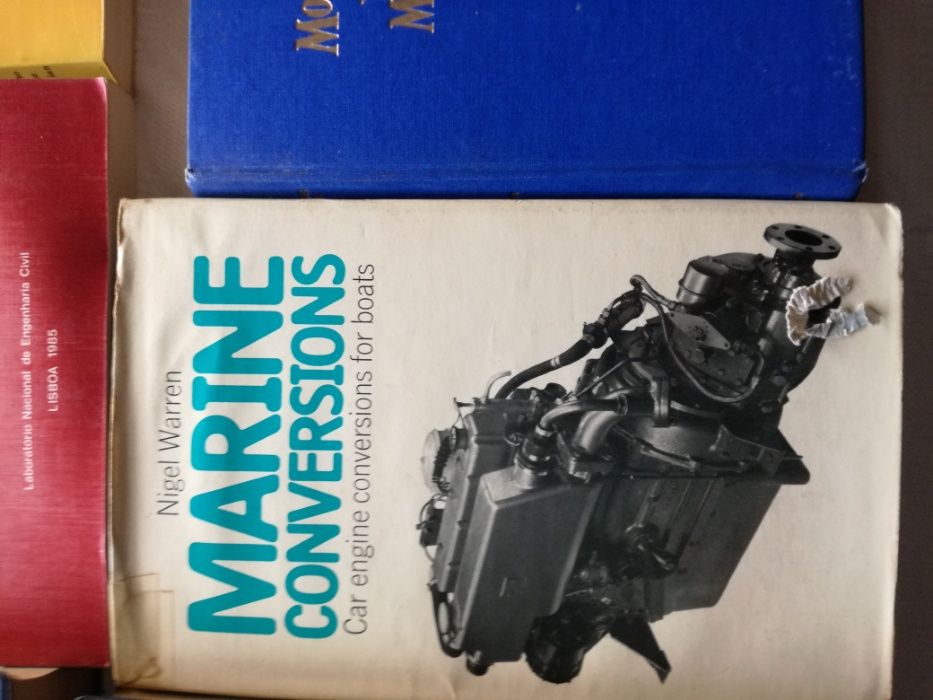 Nigel Warren
MARINE
CONVERSIONS
Car engine conversions for boats
Laboratório Nacional de Engenharia Civil
LISBOA 1985